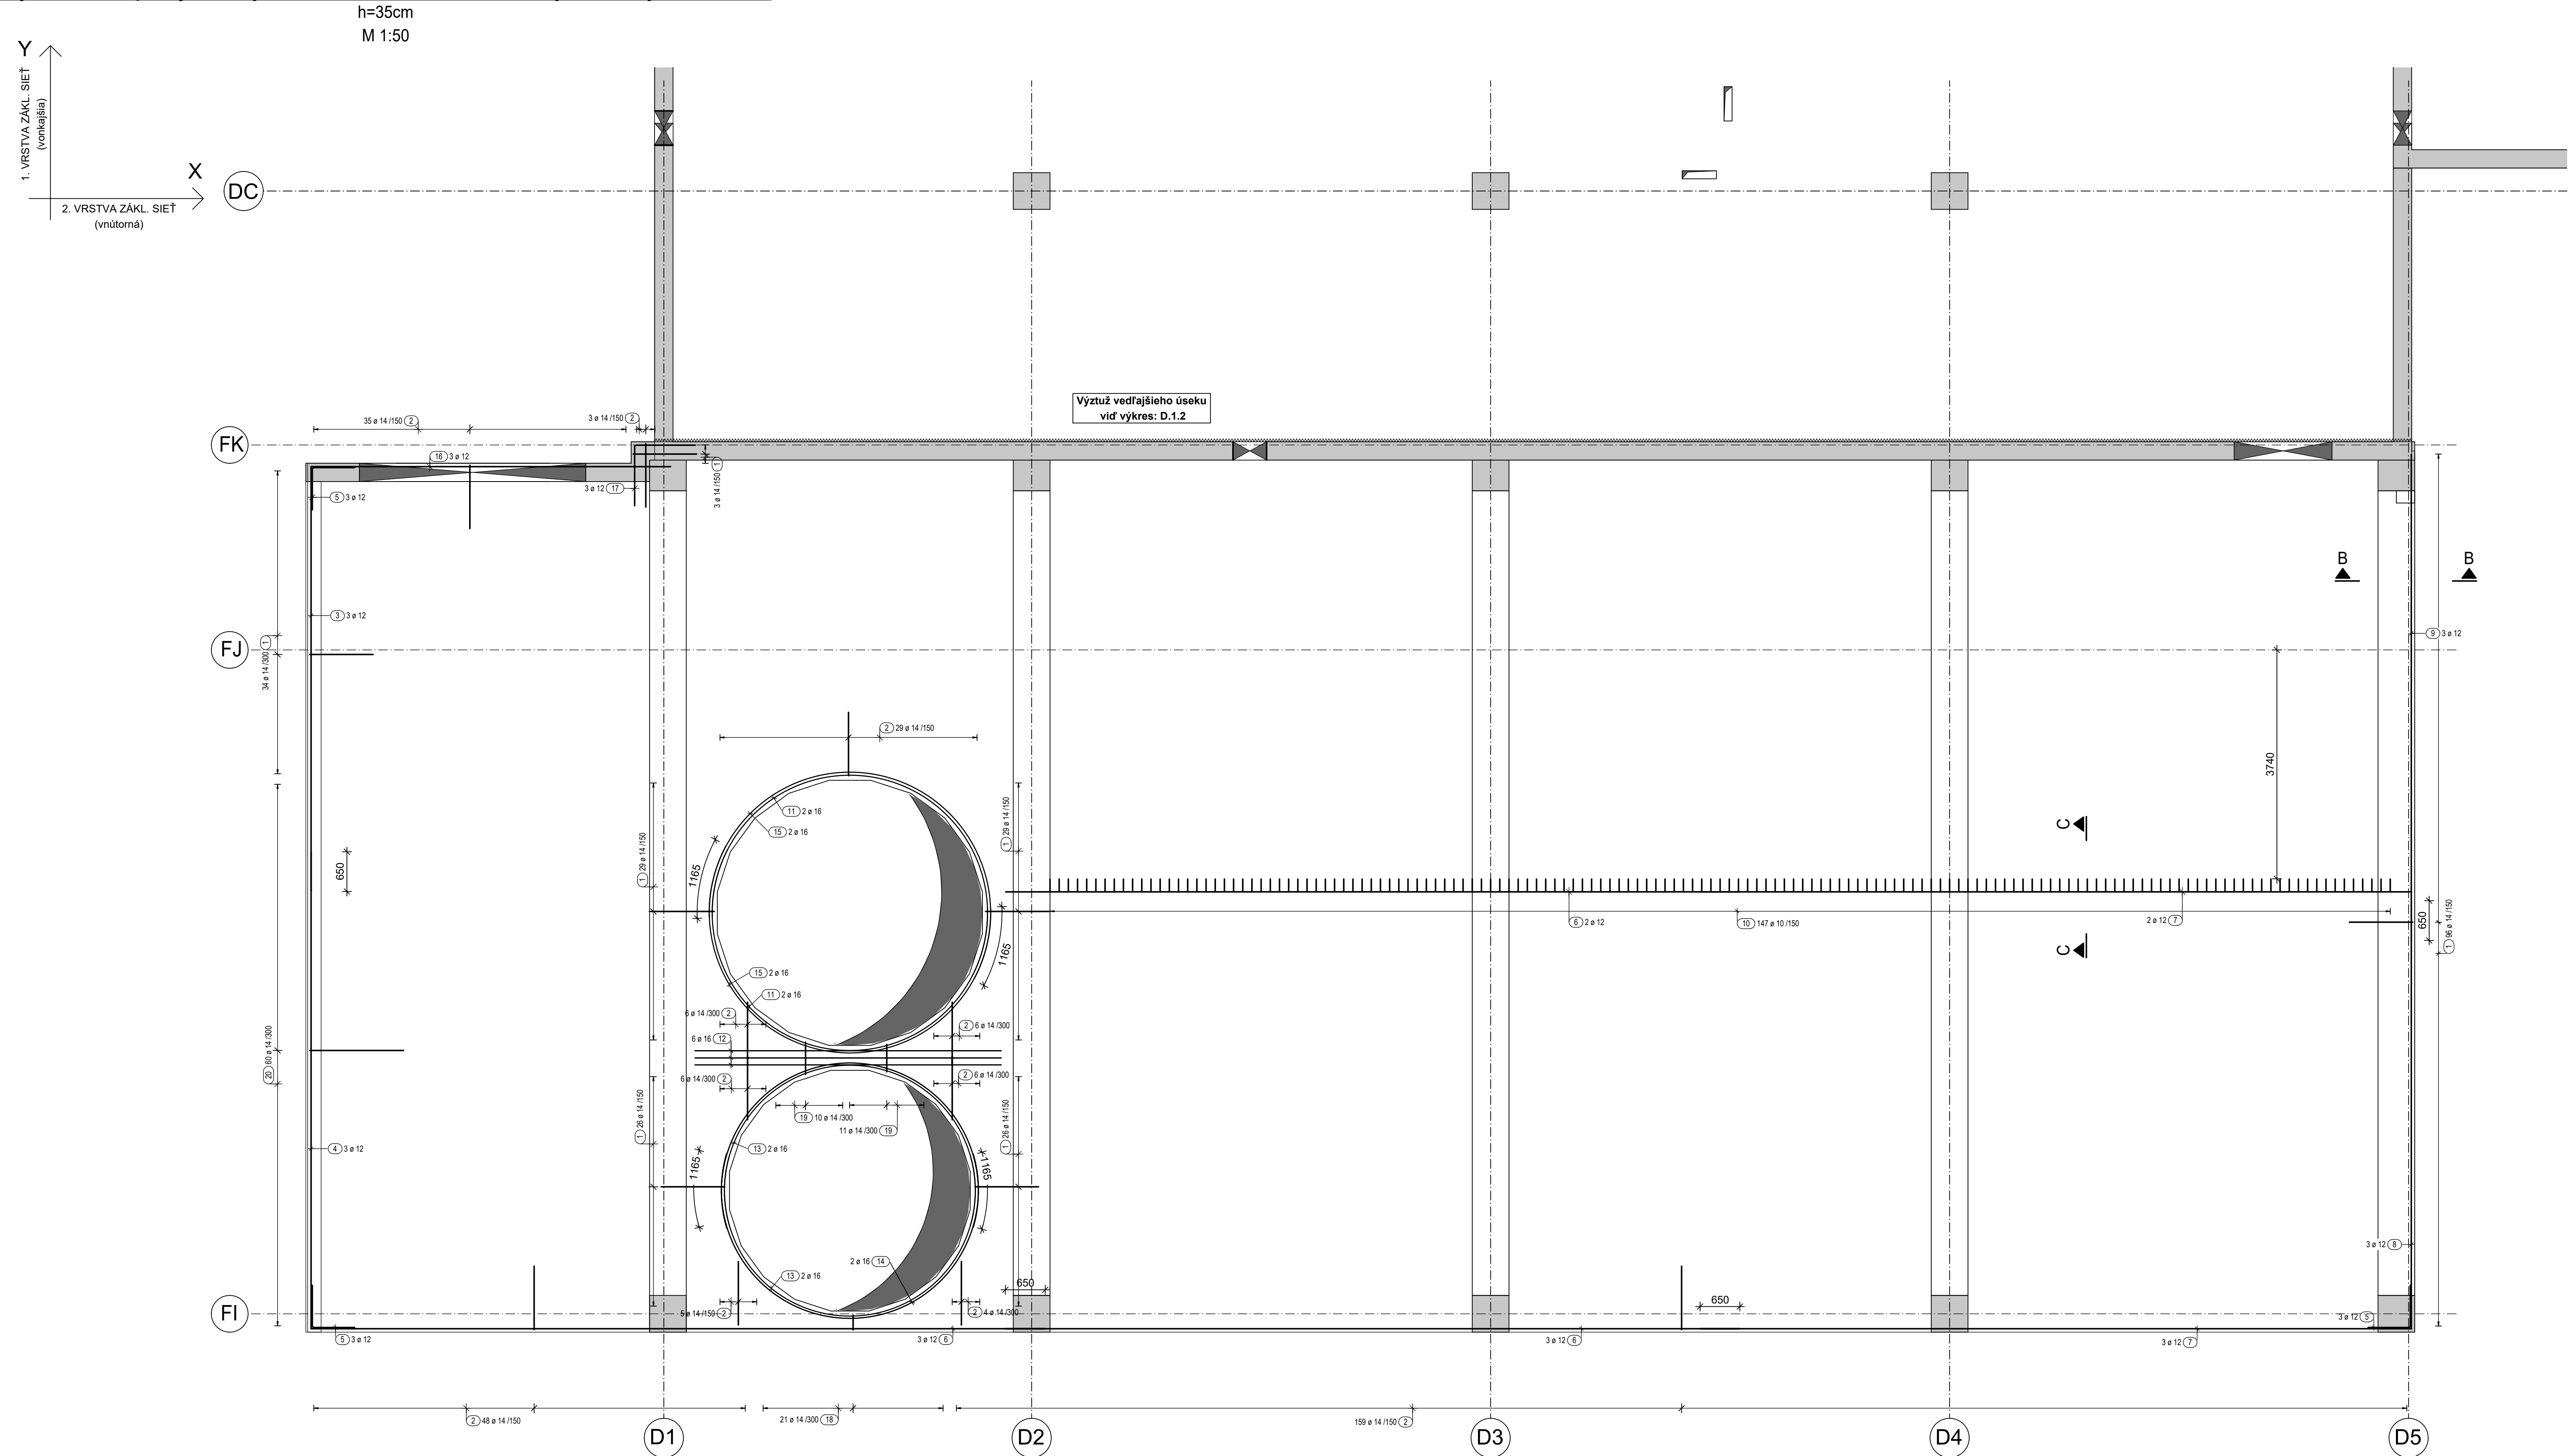 h=35cm
M 1:50
Y
1. VRSTVA ZÁKL. SIEŤ
(vonkajšia)
X
2. VRSTVA ZÁKL. SIEŤ
(vnútorná)
DC
Výztuž vedľajšieho úseku
viď výkres: D.1.2
35 ø 14 /150 2
3 ø 14 /150 2
FK
16 3 ø 12
3 ø 14 /150 1
3 ø 12 17
5 3 ø 12
B
B
3 3 ø 12
9 3 ø 12
FJ
34 ø 14 /300 1
2 29 ø 14 /150
3740
11 2 ø 16
15 2 ø 16
1 29 ø 14 /150
1 29 ø 14 /150
C
650
1165
6 2 ø 12
10 147 ø 10 /150
2 ø 12 7
650
1 96 ø 14 /150
1165
C
15 2 ø 16
11 2 ø 16
6 ø 14 /300 2
2 6 ø 14 /300
6 ø 16 12
20 60 ø 14 /300
6 ø 14 /300 2
2 6 ø 14 /300
19 10 ø 14 /300
11 ø 14 /300 19
1 26 ø 14 /150
1 26 ø 14 /150
4 3 ø 12
13 2 ø 16
1165
1165
3 ø 12 8
2 ø 16 14
13 2 ø 16
650
650
FI
5 ø 14 /150 2
2 4 ø 14 /300
3 ø 12 5
5 3 ø 12
3 ø 12 6
3 ø 12 6
3 ø 12 7
2 48 ø 14 /150
21 ø 14 /300 18
159 ø 14 /150 2
D1
D2
D3
D4
D5